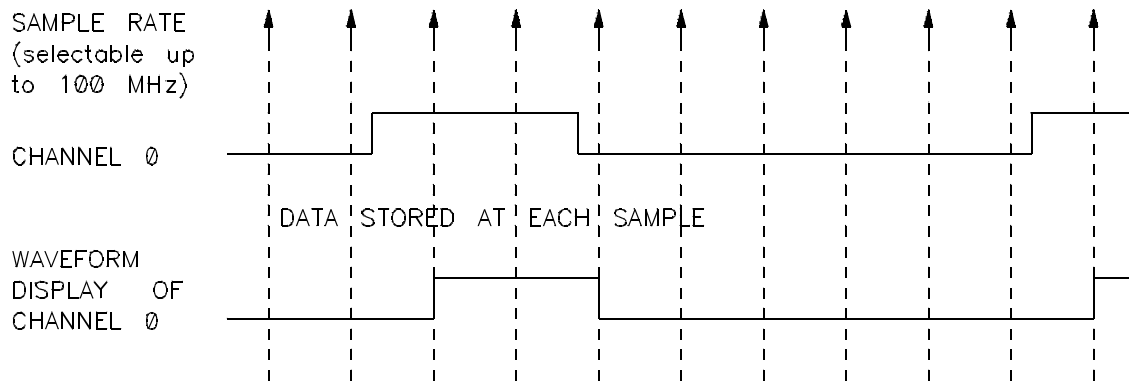 SAMPLE RATE
(selectable up
to 100 MHz)
CHANNEL 0
DATA STORED AT EACH SAMPLE
WAVEFORM
DISPLAY OF
CHANNEL 0